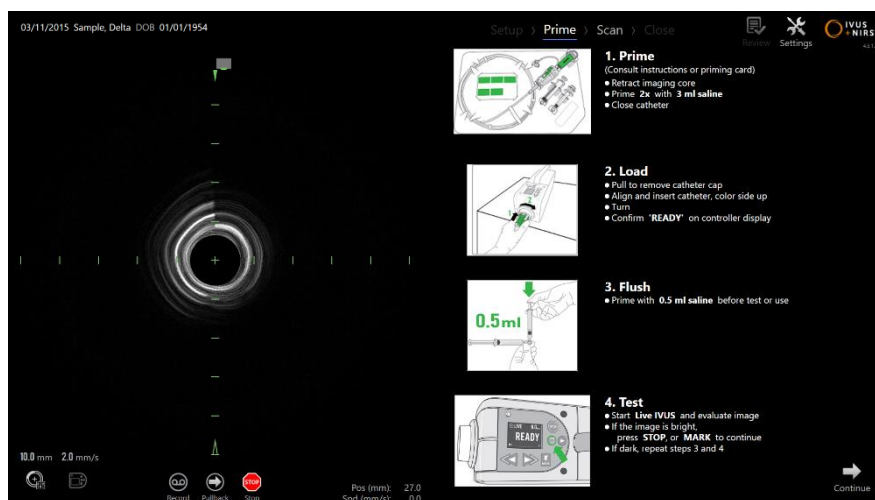 03/11/2015 Sample, Delta DOB 01/01/1954
Setup > Prime > Scan > Close
Review
Settings
IVUS
+NIRS
1. Prime
(Consult instructions or priming card)
• Retract imaging core
• Prime 2x with 3 ml saline
• Close catheter
2. Load
• Pull to remove catheter cap
• Align and insert catheter, color side up
• Turn
• Confirm 'READY' on controller display
1
2
3. Flush
• Prime with 0.5 ml saline before test or use
0.5ml
4. Test
• Start Live IVUS and evaluate image
• If the image is bright,
press STOP, or MARK to continue
• If dark, repeat steps 3 and 4
LIVE
READY
10.0 mm 2.0 mm/s
Record
Pullback
STOP
Stop
Pos (mm): 27.0
Spd (mm/s): 0.0
Continue